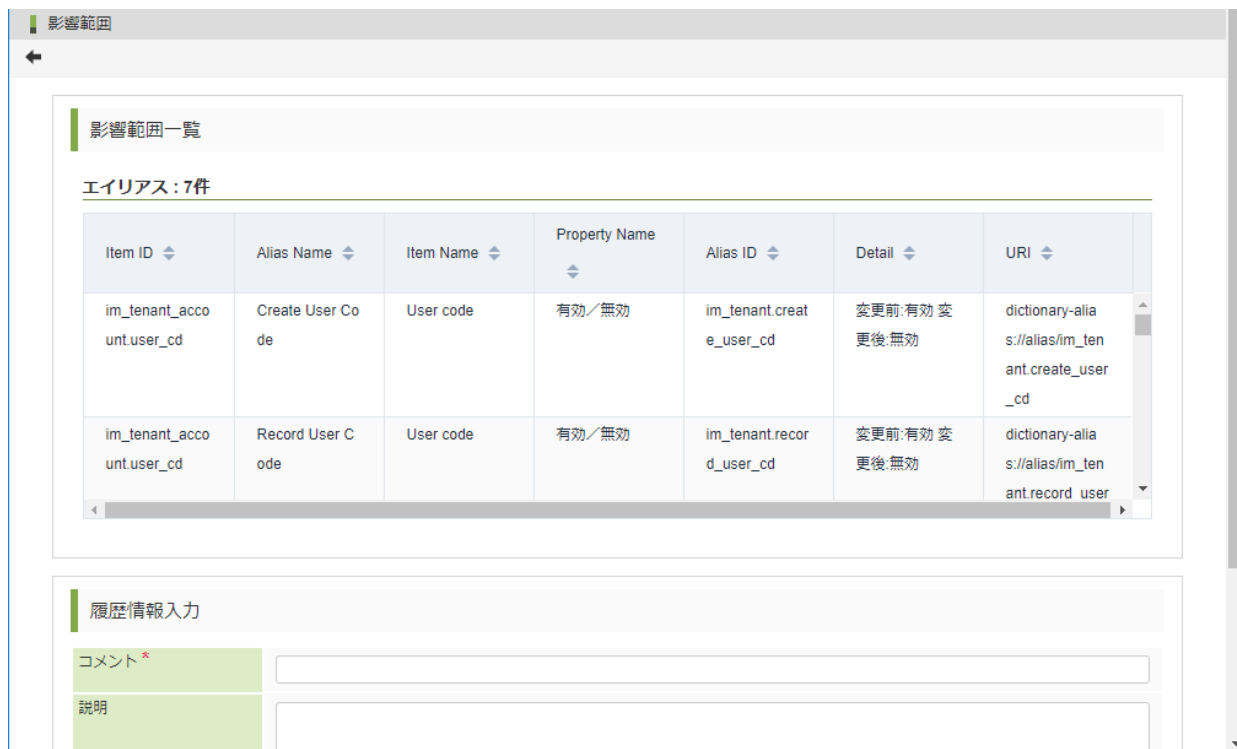 影響範囲
影響範囲一覧
エイリアス : 7件
Item ID
Alias Name
Item Name
Property Name
Alias ID
Detail
URI
im_tenant_acco
unt.user_cd
Create User Co
de
User code
有効／無効
im_tenant.creat
e_user_cd
変更前:有効 変
更後:無効
dictionary-alia
s://alias/im_ten
ant.create_user
_cd
im_tenant_acco
unt.user_cd
Record User C
ode
User code
有効／無効
im_tenant.recor
d_user_cd
変更前:有効 変
更後:無効
dictionary-alia
s://alias/im_ten
ant.record_user
履歴情報入力
コメント*
説明